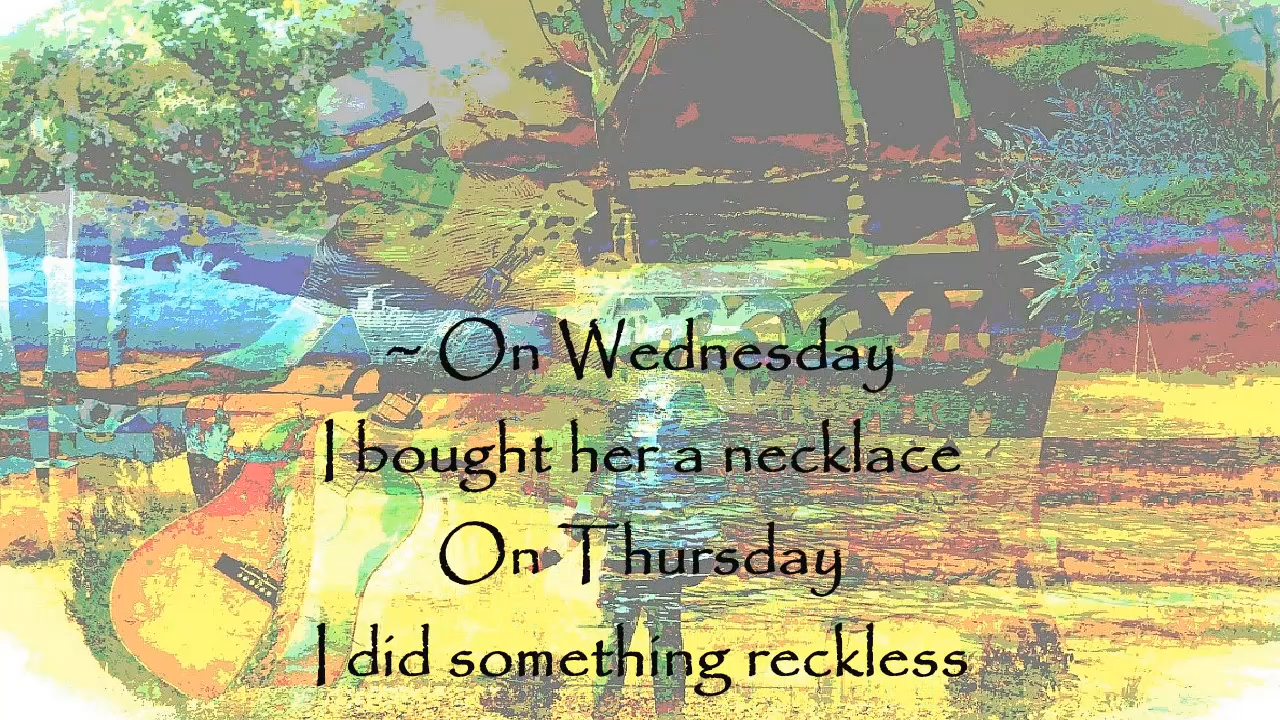 ~ On Wednesday
I bought her a necklace
On Thursday
I did something reckless